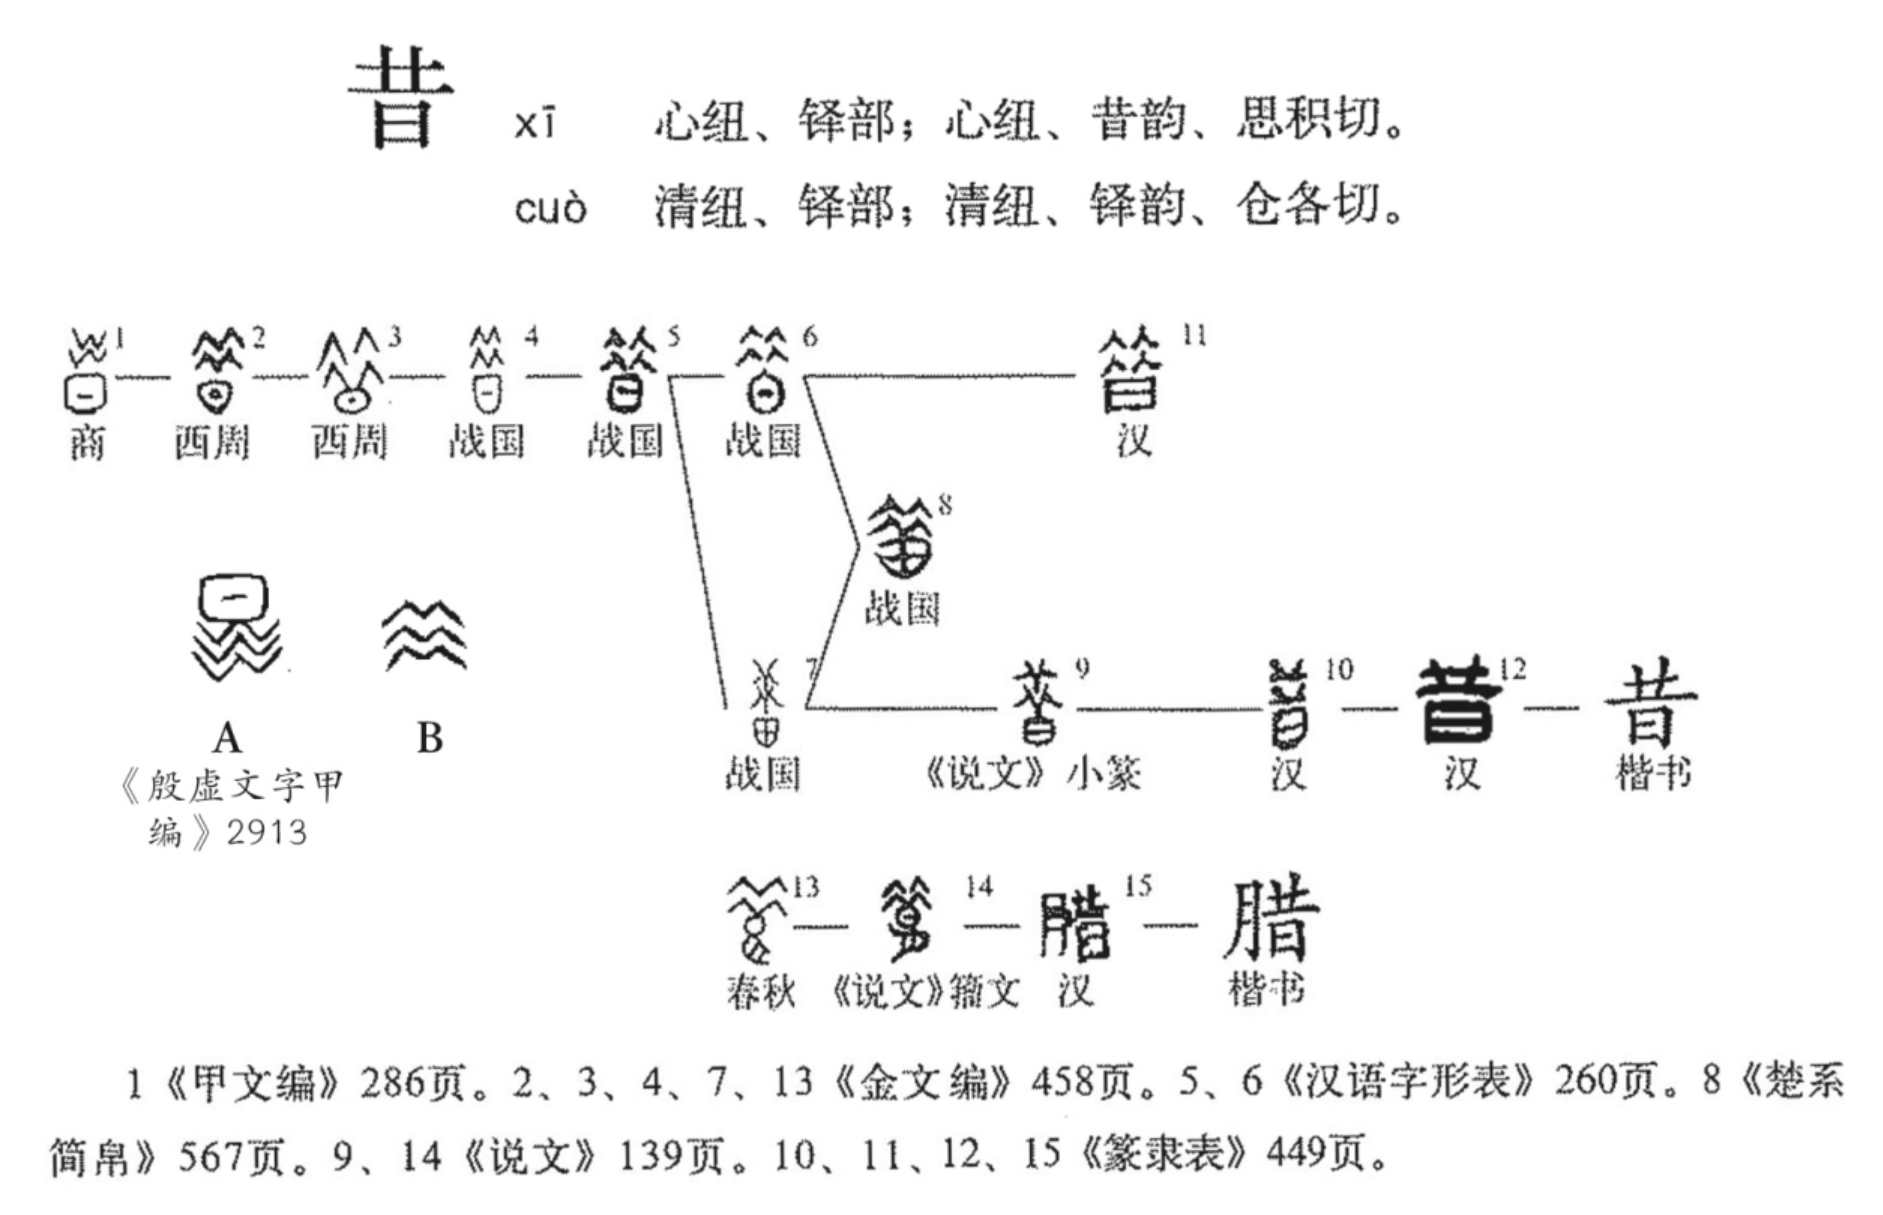 昔
xī 心纽、铎部；心纽、昔韵、思积切。
cuò 清纽、铎部；清纽、铎韵、仓各切。
1 2 3 4 5 6 11
商 西周 西周 战国 战国 战国 汉
8
战国
7 9 10 12 昔
A B
战国 《说文》小篆 汉 汉 楷书
《殷虚文字甲
编》2913
13 14 腊 15 腊
春秋 《说文》籀文 汉 楷书
1《甲文编》286页。2、3、4、7、13《金文编》458页。5、6《汉语字形表》260页。8《楚系
简帛》567页。9、14《说文》139页。10、11、12、15《篆隶表》449页。